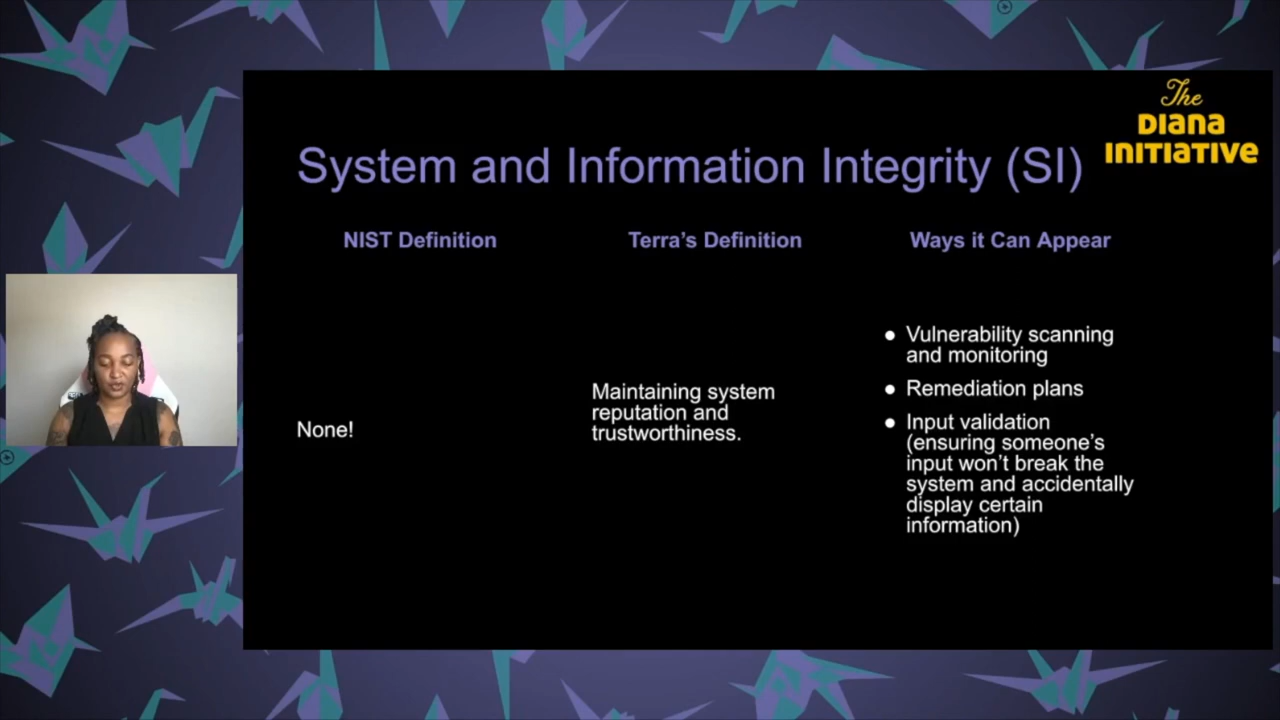 The
DIANA
INITIATIVE
System and Information Integrity (SI)
NIST Definition
Terra’s Definition
Ways it Can Appear
None!
Maintaining system
reputation and
trustworthiness.
● Vulnerability scanning
and monitoring
● Remediation plans
● Input validation
(ensuring someone’s
input won’t break the
system and accidentally
display certain
information)